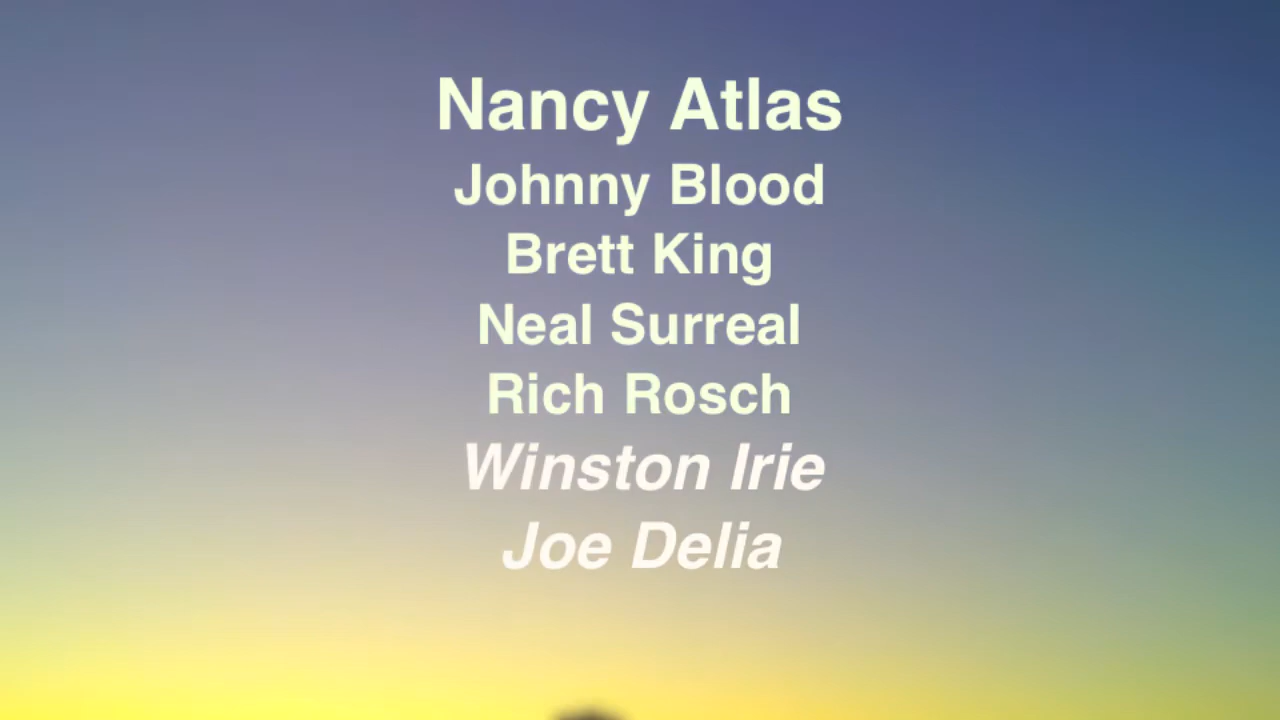 Nancy Atlas
Johnny Blood
Brett King
Neal Surreal
Rich Rosch
Winston Irie
Joe Delia